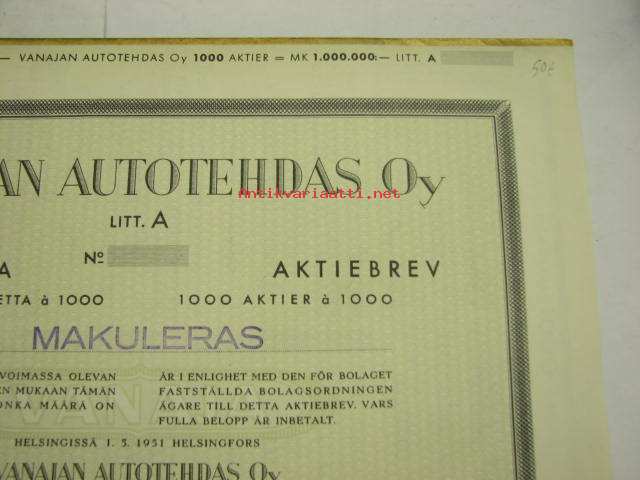 — VANAJAN AUTOTEHDAS Oy 1000 AKTIER = MK 1.000.000:— LITT. A
50€
AN AUTOTEHDAS Oy
Antikvariaatti.net
LITT. A
A Nº AKTIEBREV
ETTA à 1000 1000 AKTIER à 1000
MAKULERAS
VOIMASSA OLEVAN ÄR I ENLIGHET MED DEN FÖR BOLAGET
EN MUKAAN TÄMÄN FASTSTÄLLDA BOLAGSORDNINGEN
ONKA MÄÄRÄ ON ÄGARE TILL DETTA AKTIEBREV, VARS
FULLA BELOPP ÄR INBETALT.
VANAJA
HELSINGISSÄ 1. 5. 1951 HELSINGFORS
VANAJAN AUTOTEHDAS Oy
Antikvariaatti.net